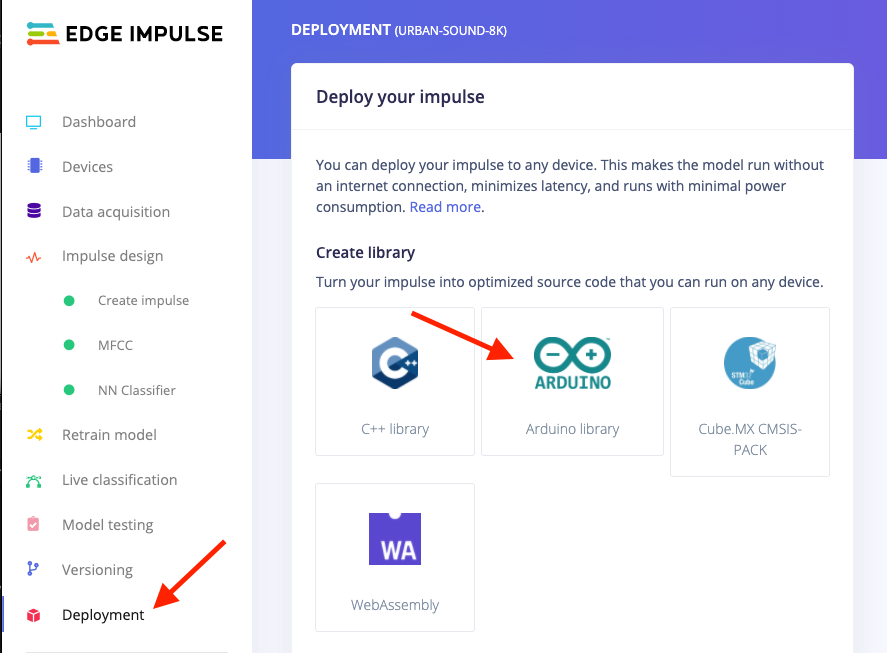 EDGE IMPULSE
Dashboard
Devices
Data acquisition
Impulse design
Create impulse
MFCC
NN Classifier
Retrain model
Live classification
Model testing
Versioning
Deployment
DEPLOYMENT (URBAN-SOUND-8K)
Deploy your impulse
You can deploy your impulse to any device. This makes the model run without
an internet connection, minimizes latency, and runs with minimal power
consumption. Read more.
Create library
Turn your impulse into optimized source code that you can run on any device.
C++
C++ library
ARDUINO
Arduino library
STM32
Cube
Cube.MX CMSIS-
PACK
WA
WebAssembly